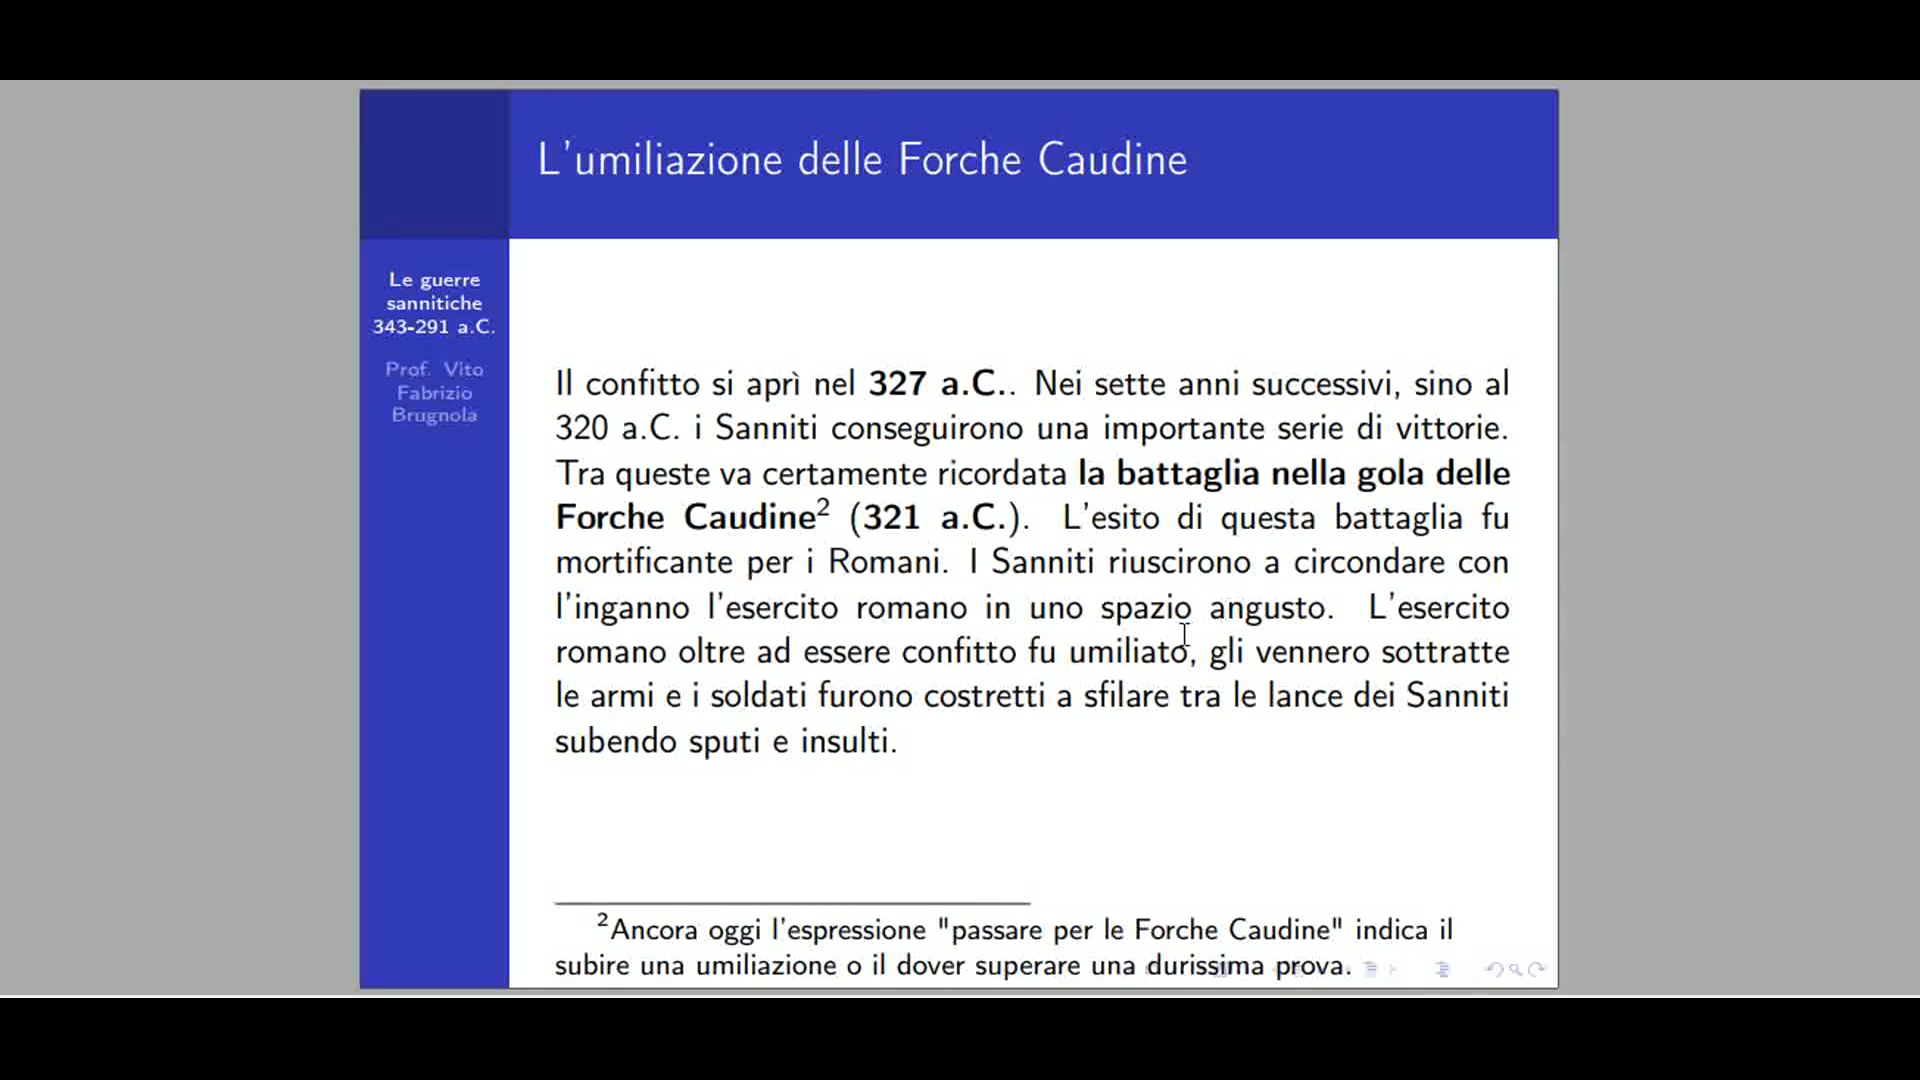 L'umiliazione delle Forche Caudine
Le guerre
sannitiche
343-291 a.C.
Prof. Vito
Fabrizio
Brugnola
Il confitto si aprì nel 327 a.C.. Nei sette anni successivi, sino al
320 a.C. i Sanniti conseguirono una importante serie di vittorie.
Tra queste va certamente ricordata la battaglia nella gola delle
Forche Caudine² (321 a.C.). L'esito di questa battaglia fu
mortificante per i Romani. I Sanniti riuscirono a circondare con
l'inganno l'esercito romano in uno spazio angusto. L'esercito
romano oltre ad essere confitto fu umiliato, gli vennero sottratte
le armi e i soldati furono costretti a sfilare tra le lance dei Sanniti
subendo sputi e insulti.
²Ancora oggi l'espressione "passare per le Forche Caudine" indica il
subire una umiliazione o il dover superare una durissima prova.